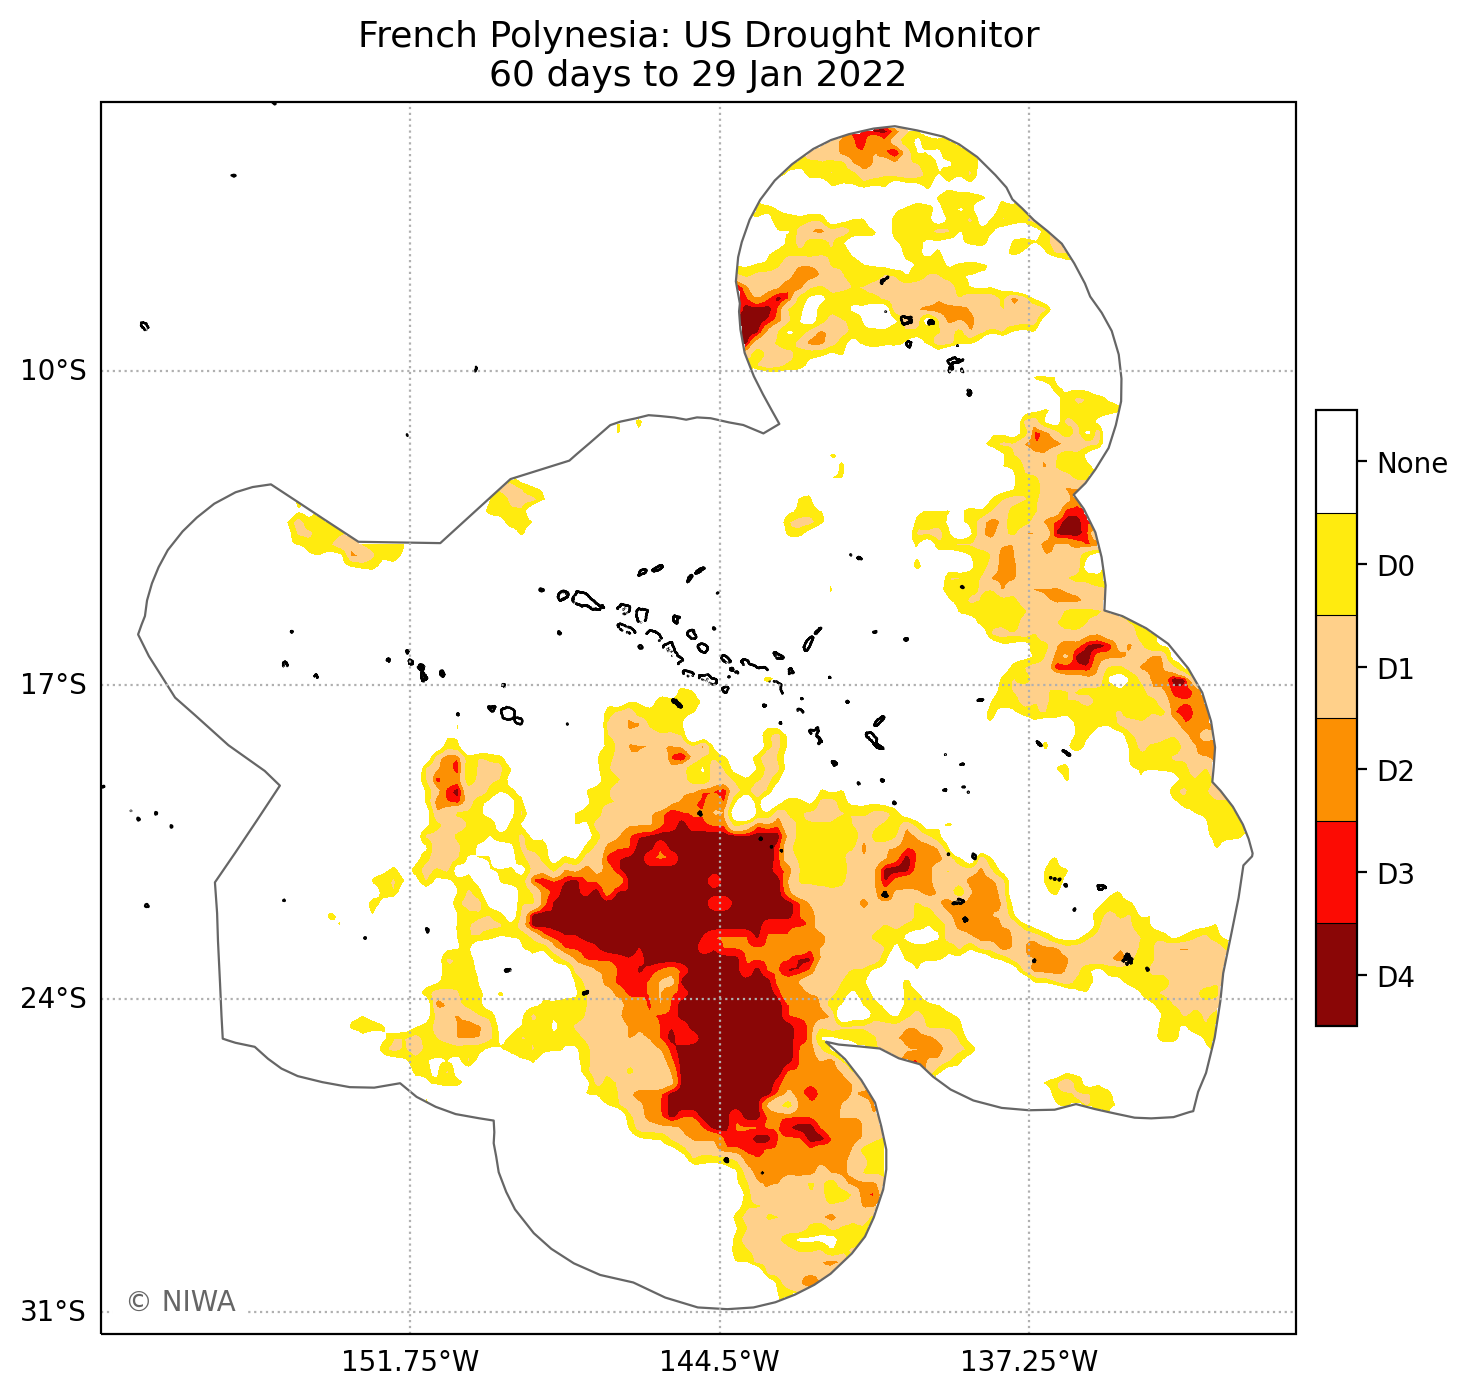 French Polynesia: US Drought Monitor
60 days to 29 Jan 2022
10°S
17°S
24°S
31°S
151.75°W
144.5°W
137.25°W
None
D0
D1
D2
D3
D4
© NIWA